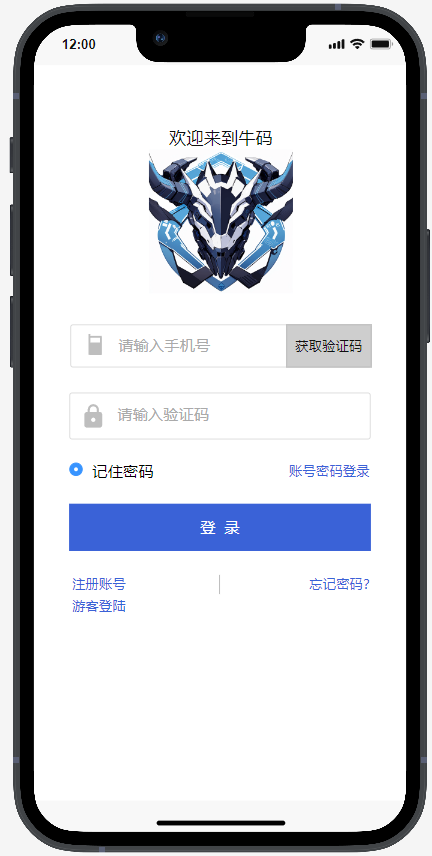 12:00
欢迎来到牛码
请输入手机号 获取验证码
请输入验证码
记住密码 账号密码登录
登 录
注册账号 忘记密码?
游客登陆